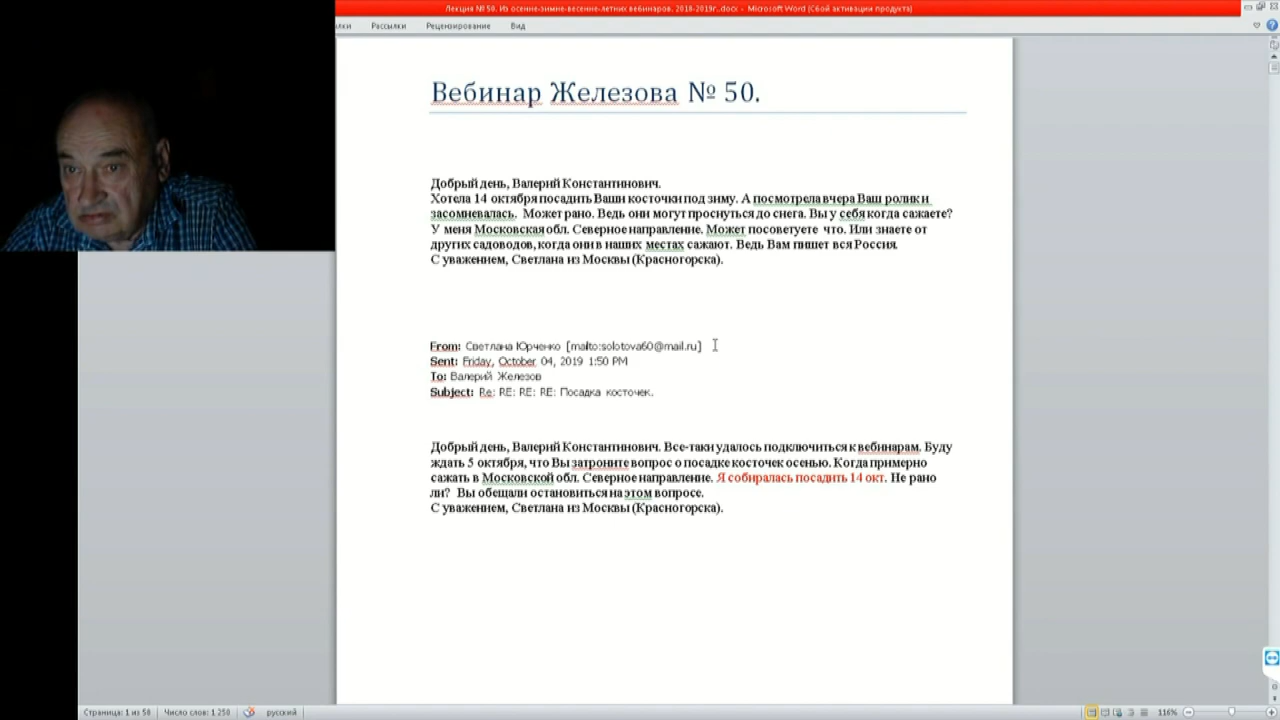 Лекция № 50. Из осенне-зимне-весенне-летних вебинаров. 2018-2019г..docx - Microsoft Word (Сбой активации продукта)
лки Рассылки Рецензирование Вид
Вебинар Железова № 50.
Добрый день, Валерий Константинович.
Хотела 14 октября посадить Ваши косточки под зиму. А посмотрела вчера Ваш ролик и
засомневалась. Может рано. Ведь они могут проснуться до снега. Вы у себя когда сажаете?
У меня Московская обл. Северное направление. Может посоветуете что. Или знаете от
других садоводов, когда они в наших местах сажают. Ведь Вам пишет вся Россия.
С уважением, Светлана из Москвы (Красногорска).
From: Светлана Юрченко [mailto:solotova60@mail.ru]
Sent: Friday, October 04, 2019 1:50 PM
To: Валерий Железов
Subject: Re: RE: RE: RE: Посадка косточек.
Добрый день, Валерий Константинович. Все-таки удалось подключиться к вебинарам. Буду
ждать 5 октября, что Вы затроните вопрос о посадке косточек осенью. Когда примерно
сажать в Московской обл. Северное направление. Я собиралась посадить 14 окт. Не рано
ли? Вы обещали остановиться на этом вопросе.
С уважением, Светлана из Москвы (Красногорска).
Страница: 1 из 50 Число слов: 1 250 русский 116%